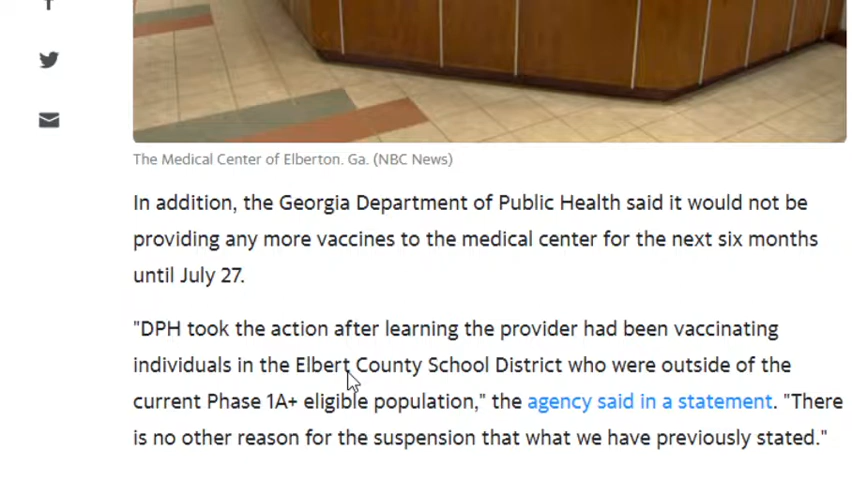 The Medical Center of Elberton. Ga. (NBC News)
In addition, the Georgia Department of Public Health said it would not be
providing any more vaccines to the medical center for the next six months
until July 27.
"DPH took the action after learning the provider had been vaccinating
individuals in the Elbert County School District who were outside of the
current Phase 1A+ eligible population," the agency said in a statement. "There
is no other reason for the suspension that what we have previously stated."